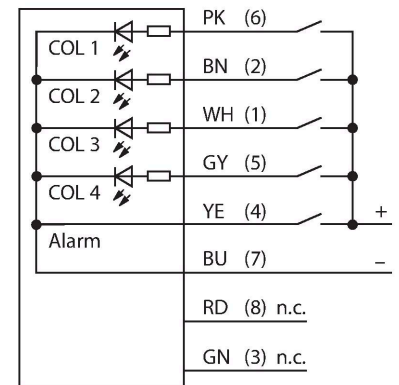 PK (6)
COL 1
BN (2)
COL 2
WH (1)
COL 3
GY (5)
COL 4
YE (4) +
Alarm
BU (7) –
RD (8) n.c.
GN (3) n.c.